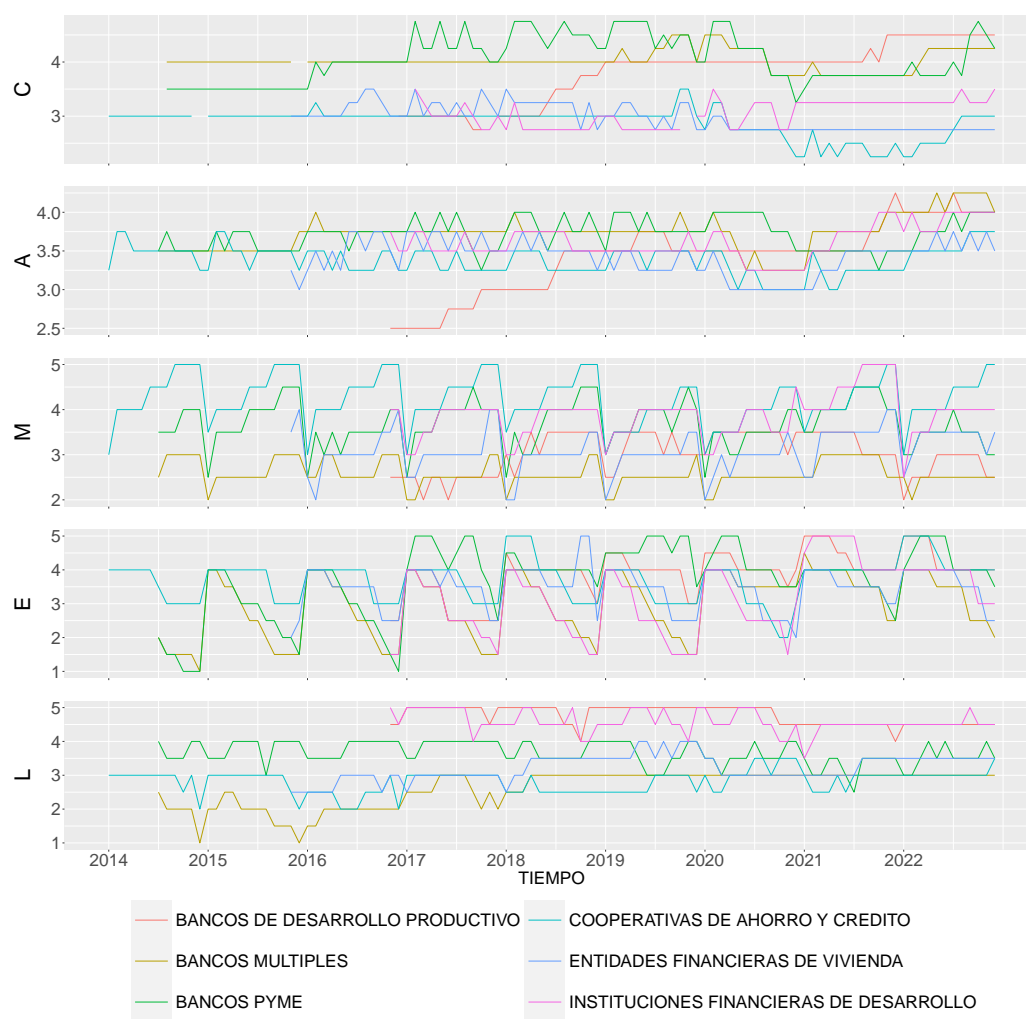 C
4
3
A
4.0
3.5
3.0
2.5
M
5
4
3
2
E
5
4
3
2
1
L
5
4
3
2
1
2014 2015 2016 2017 2018 2019 2020 2021 2022
TIEMPO
BANCOS DE DESARROLLO PRODUCTIVO COOPERATIVAS DE AHORRO Y CREDITO
BANCOS MULTIPLES ENTIDADES FINANCIERAS DE VIVIENDA
BANCOS PYME INSTITUCIONES FINANCIERAS DE DESARROLLO